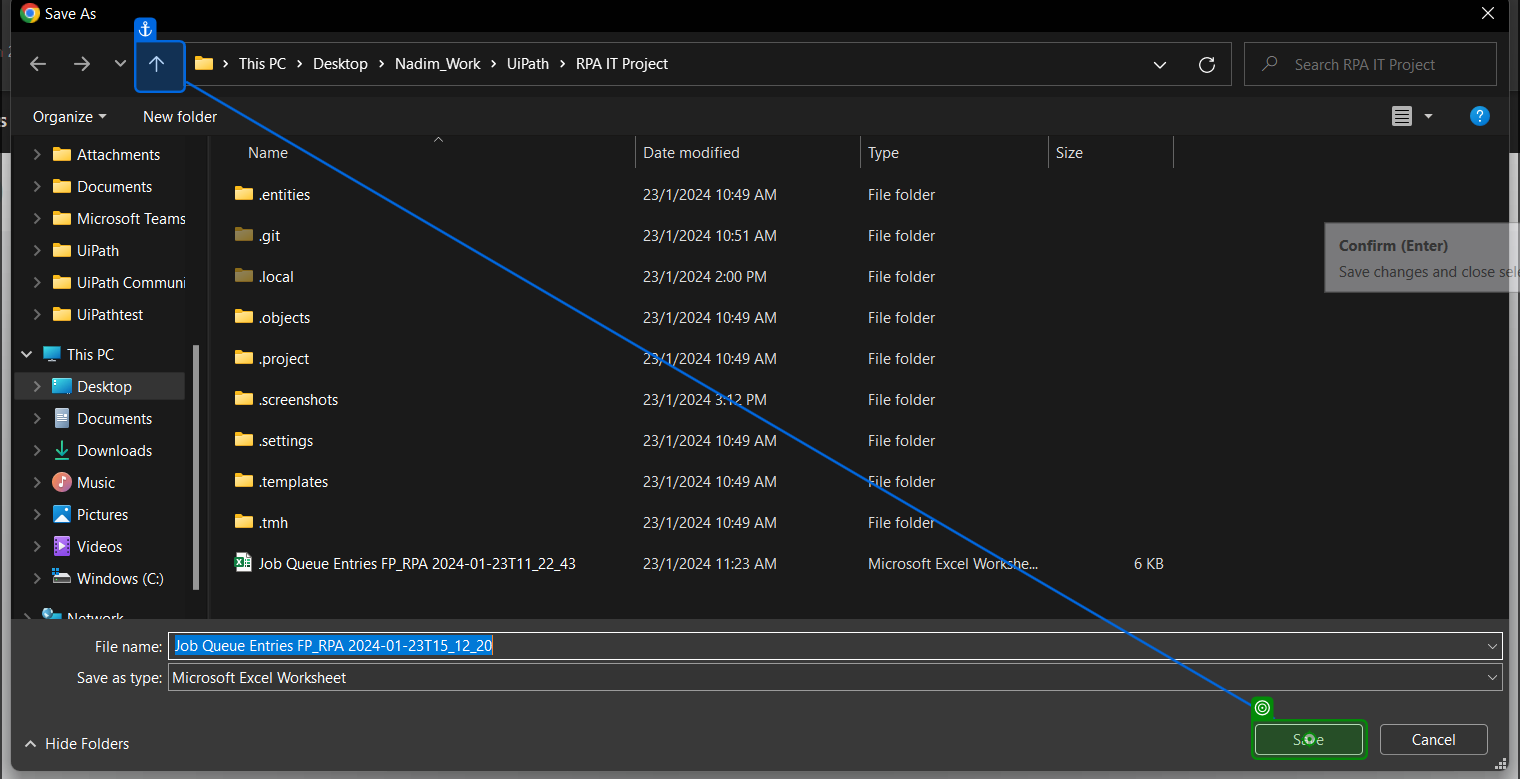 Save As
This PC > Desktop > Nadim_Work > UiPath > RPA IT Project
Search RPA IT Project
Organize
New folder
Name
Date modified
Type
Size
Attachments
Documents
Microsoft Teams
UiPath
UiPath Communi
UiPathtest
This PC
Desktop
Documents
Downloads
Music
Pictures
Videos
Windows (C:)
Network
.entities 23/1/2024 10:49 AM File folder
.git 23/1/2024 10:51 AM File folder
.local 23/1/2024 2:00 PM File folder
.objects 23/1/2024 10:49 AM File folder
.project 23/1/2024 10:49 AM File folder
.screenshots 23/1/2024 3:12 PM File folder
.settings 23/1/2024 10:49 AM File folder
.templates 23/1/2024 10:49 AM File folder
.tmh 23/1/2024 10:49 AM File folder
Job Queue Entries FP_RPA 2024-01-23T11_22_43 23/1/2024 11:23 AM Microsoft Excel Workshe... 6 KB
Confirm (Enter)
Save changes and close sele
File name: Job Queue Entries FP_RPA 2024-01-23T15_12_20
Save as type: Microsoft Excel Worksheet
Hide Folders
Save
Cancel